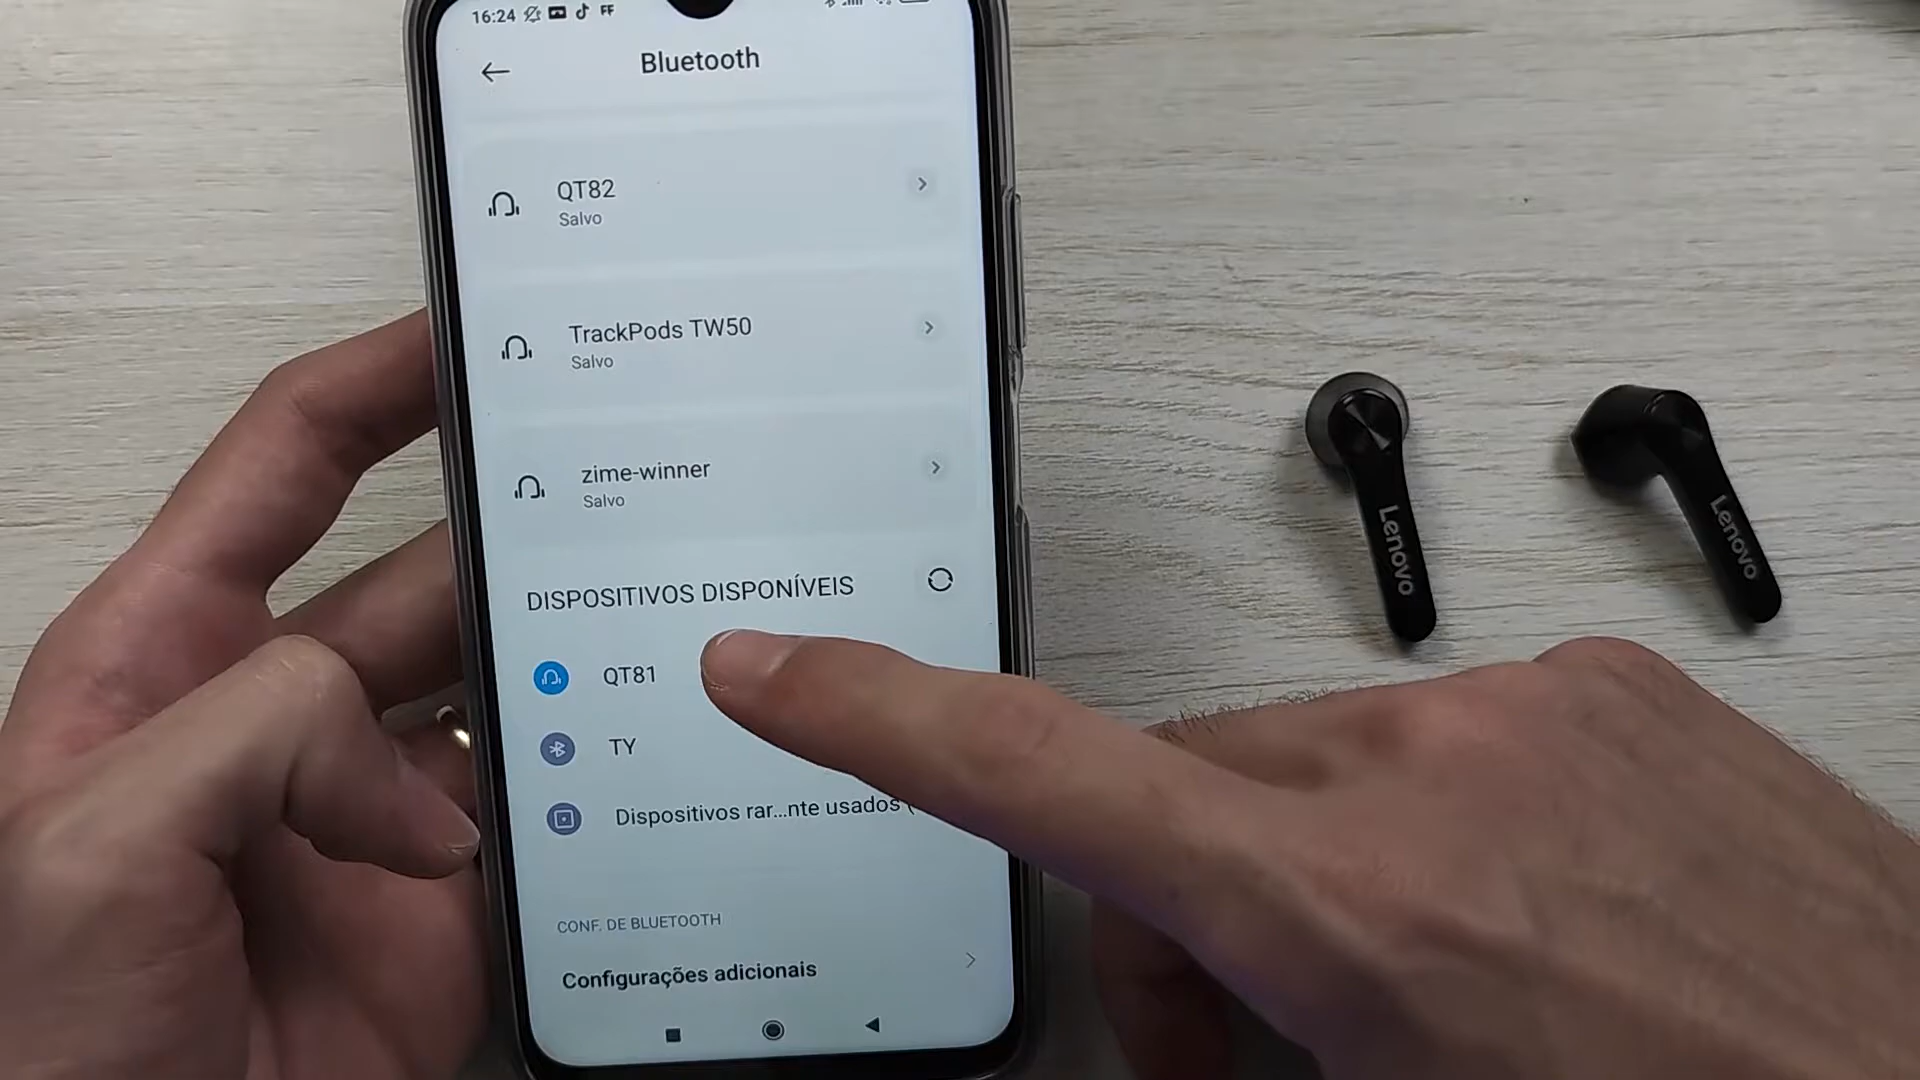 16:24 FF
Bluetooth
QT82
Salvo
TrackPods TW50
Salvo
zime-winner
Salvo
DISPOSITIVOS DISPONÍVEIS
QT81
TY
Dispositivos rar...nte usados (
CONF. DE BLUETOOTH
Configurações adicionais
Lenovo
Lenovo